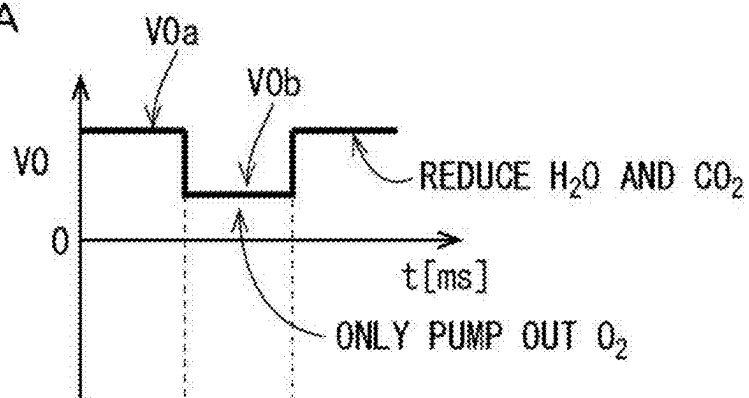 A
V0a
V0b
V0
REDUCE H₂O AND CO₂
0
t[ms]
ONLY PUMP OUT O₂